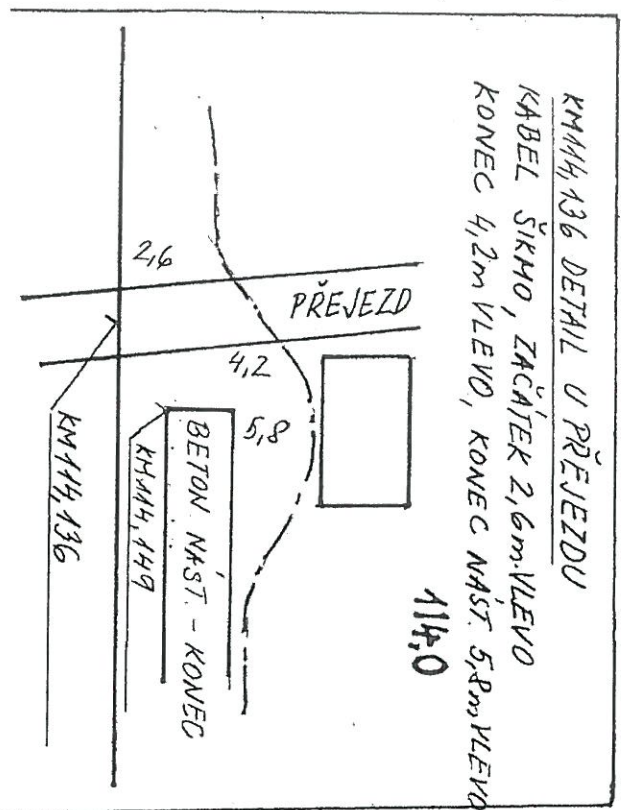 KM114,136 DETAIL U PŘEJEZDU
KABEL ŠIKMO, ZAČÁTEK 2,6m VLEVO
KONEC 4,2m VLEVO, KONEC NÁST. 5,8m VLEVO
114,0
2,6
PŘEJEZD
4,2
5,8
BETON NÁST. - KONEC
KM114,149
KM114,136